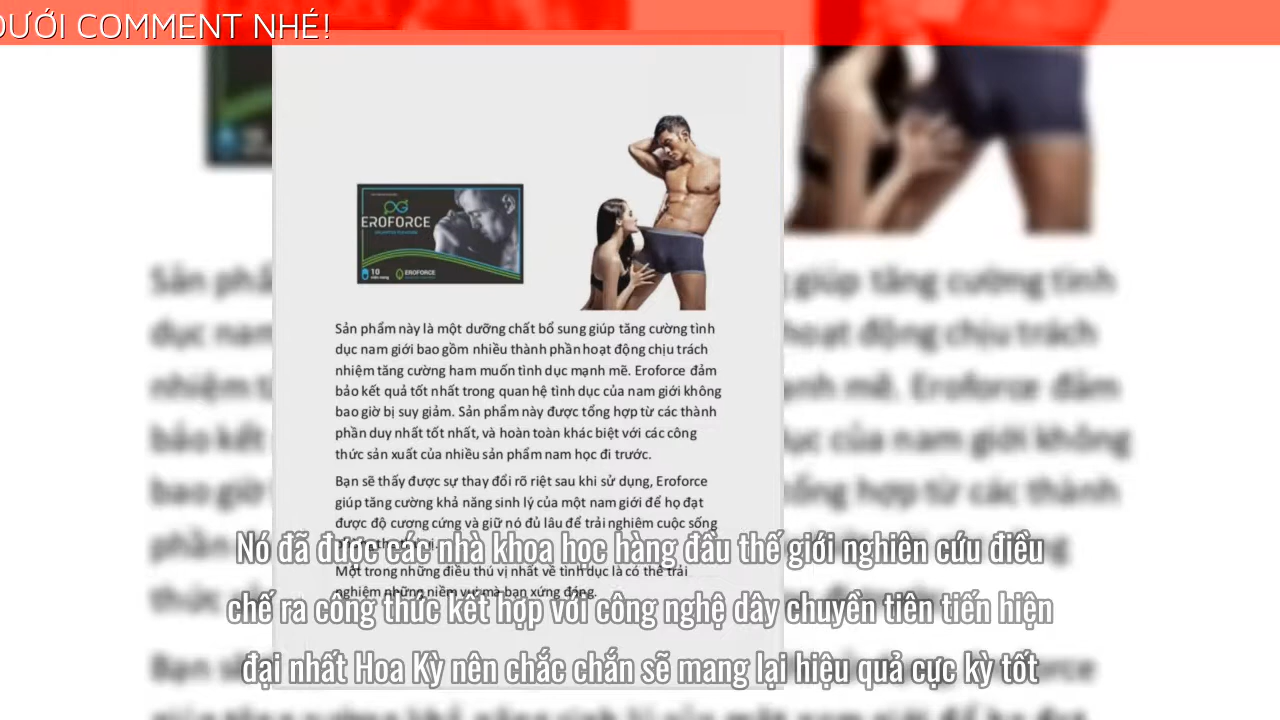 DƯỚI COMMENT NHÉ!
EROFORCE
10
EROFORCE
Sản phẩm này là một dưỡng chất bổ sung giúp tăng cường tình
dục nam giới bao gồm nhiều thành phần hoạt động chịu trách
nhiệm tăng cường ham muốn tình dục mạnh mẽ. Eroforce đảm
bảo kết quả tốt nhất trong quan hệ tình dục của nam giới không
bao giờ bị suy giảm. Sản phẩm này được tổng hợp từ các thành
phần duy nhất tốt nhất, và hoàn toàn khác biệt với các công
thức sản xuất của nhiều sản phẩm nam học đi trước.
Bạn sẽ thấy được sự thay đổi rõ riệt sau khi sử dụng, Eroforce
giúp tăng cường khả năng sinh lý của một nam giới để họ đạt
được độ cương cứng và giữ nó đủ lâu để trải nghiệm cuộc sống
Một trong những điều thú vị nhất về tình dục là có thể trải
nghiệm những niềm vui mà bạn xứng đáng.
Nó đã được các nhà khoa học hàng đầu thế giới nghiên cứu điều
chế ra công thức kết hợp với công nghệ dây chuyền tiên tiến hiện
đại nhất Hoa Kỳ nên chắc chắn sẽ mang lại hiệu quả cực kỳ tốt